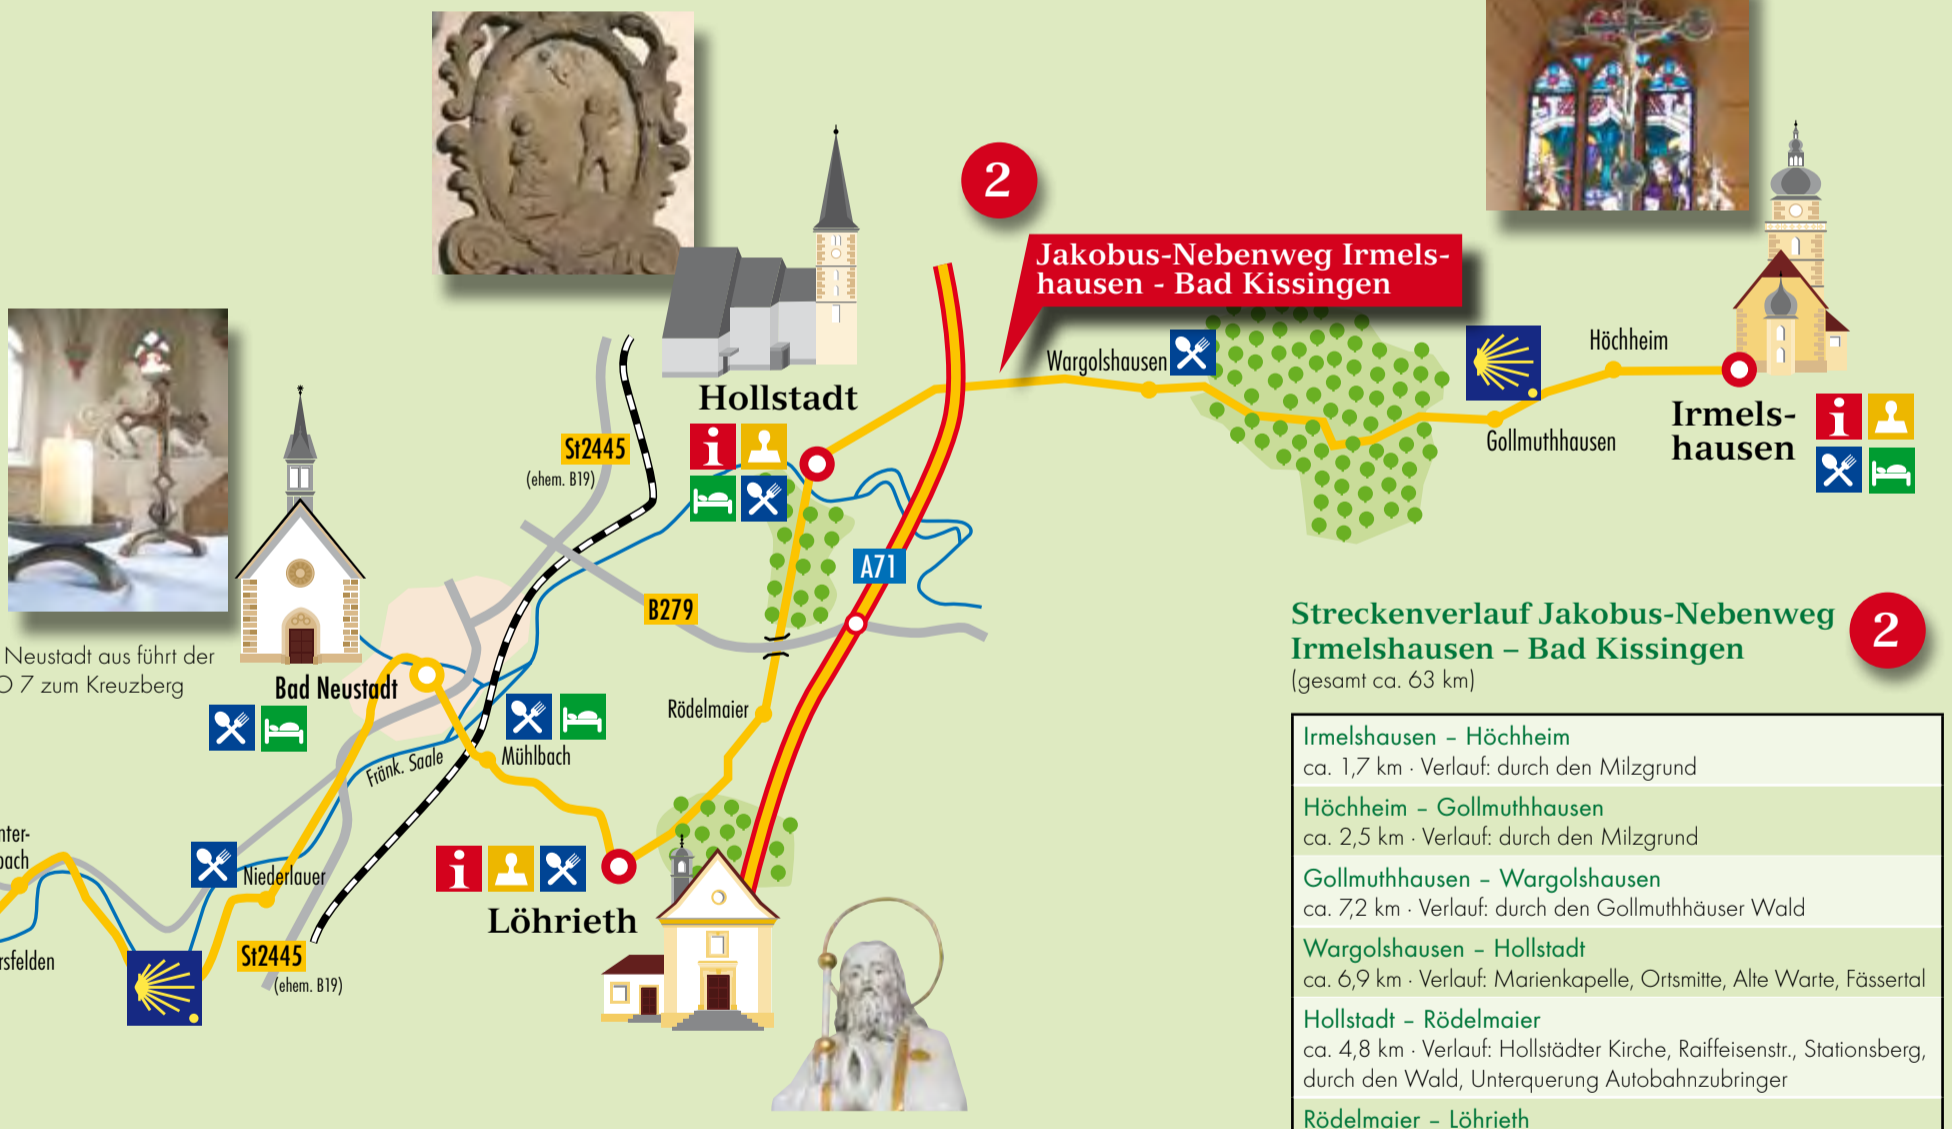 2
Jakobus-Nebenweg Irmels-
hausen - Bad Kissingen
Wargolshausen
Höchheim
Gollmuthhausen
Irmels-
hausen
i
Hollstadt
i
St2445
(ehem. B19)
A71
B279
Neustadt aus führt der
7 zum Kreuzberg
Bad Neustadt
Rödelmaier
Mühlbach
Fränk. Saale
Niederlauer
i
Löhrieth
St2445
(ehem. B19)
nter-
bach
rsfelden
Streckenverlauf Jakobus-Nebenweg
Irmelshausen – Bad Kissingen
(gesamt ca. 63 km)
2
Irmelshausen – Höchheim
ca. 1,7 km · Verlauf: durch den Milzgrund
Höchheim – Gollmuthhausen
ca. 2,5 km · Verlauf: durch den Milzgrund
Gollmuthhausen – Wargolshausen
ca. 7,2 km · Verlauf: durch den Gollmuthhäuser Wald
Wargolshausen – Hollstadt
ca. 6,9 km · Verlauf: Marienkapelle, Ortsmitte, Alte Warte, Fässertal
Hollstadt – Rödelmaier
ca. 4,8 km · Verlauf: Hollstädter Kirche, Raiffeisenstr., Stationsberg,
durch den Wald, Unterquerung Autobahnzubringer
Rödelmaier – Löhrieth